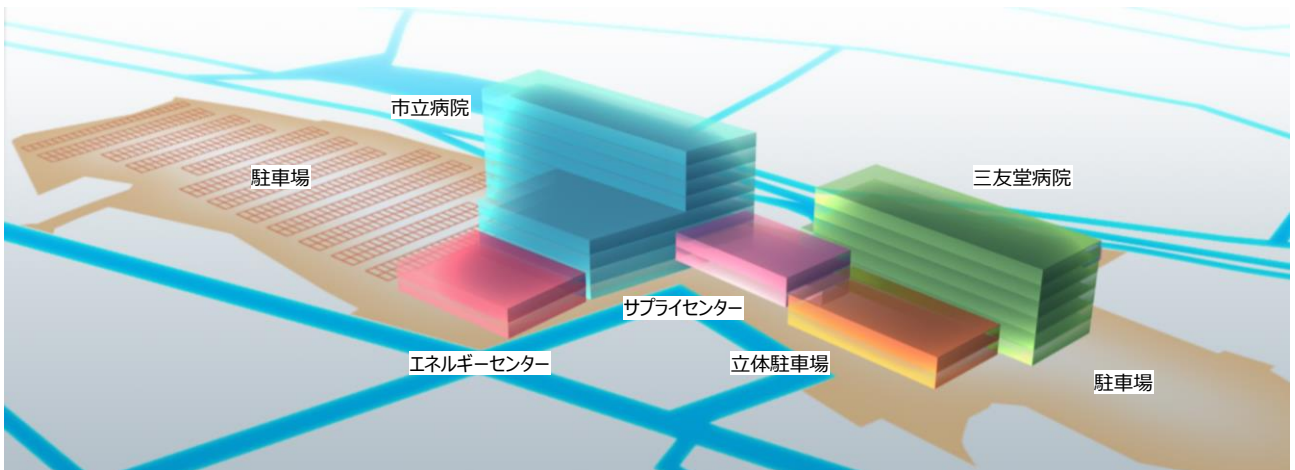 市立病院
駐車場
三友堂病院
サプライセンター
エネルギーセンター
立体駐車場
駐車場